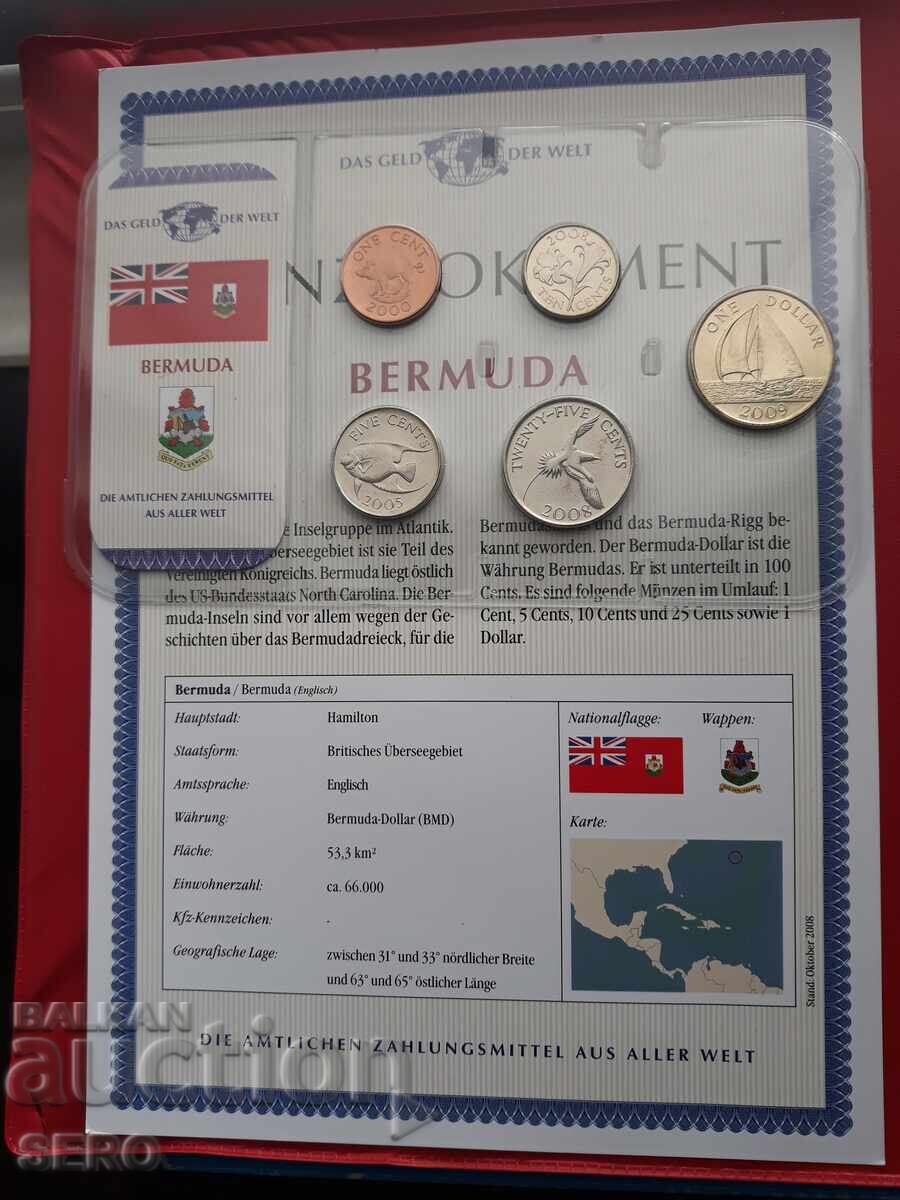 DAS GELD DER WELT
DAS GELD DER WELT
BERMUDA
DIE AMTLICHEN ZAHLUNGSMITTEL
AUS ALLER WELT
ONE CENT
2000
2008
TEN CENTS
ONE DOLLAR
2009
FIVE CENTS
2005
TWENTY-FIVE CENTS
2008
BERMUDA
Inselgruppe im Atlantik.
berseegebiet ist sie Teil des
Vereinigten Königreichs. Bermuda liegt östlich
des US-Bundesstaats North Carolina. Die Ber-
muda-Inseln sind vor allem wegen der Ge-
schichten über das Bermudadreieck, für die
und das Bermuda-Rigg be-
kannt geworden. Der Bermuda-Dollar ist die
Währung Bermudas. Er ist unterteilt in 100
Cents. Es sind folgende Münzen im Umlauf: 1
Cent, 5 Cents, 10 Cents und 25 Cents sowie 1
Dollar.
Bermuda / Bermuda (Englisch)
Hauptstadt: Hamilton
Staatsform: Britisches Überseegebiet
Amtssprache: Englisch
Währung: Bermuda-Dollar (BMD)
Fläche: 53,3 km²
Einwohnerzahl: ca. 66.000
Kfz-Kennzeichen: -
Geografische Lage: zwischen 31° und 33° nördlicher Breite
und 63° und 65° östlicher Länge
Nationalflagge: Wappen:
Karte:
Stand: Oktober 2008
DIE AMTLICHEN ZAHLUNGSMITTEL AUS ALLER WELT
BALKAN
auction
SERO